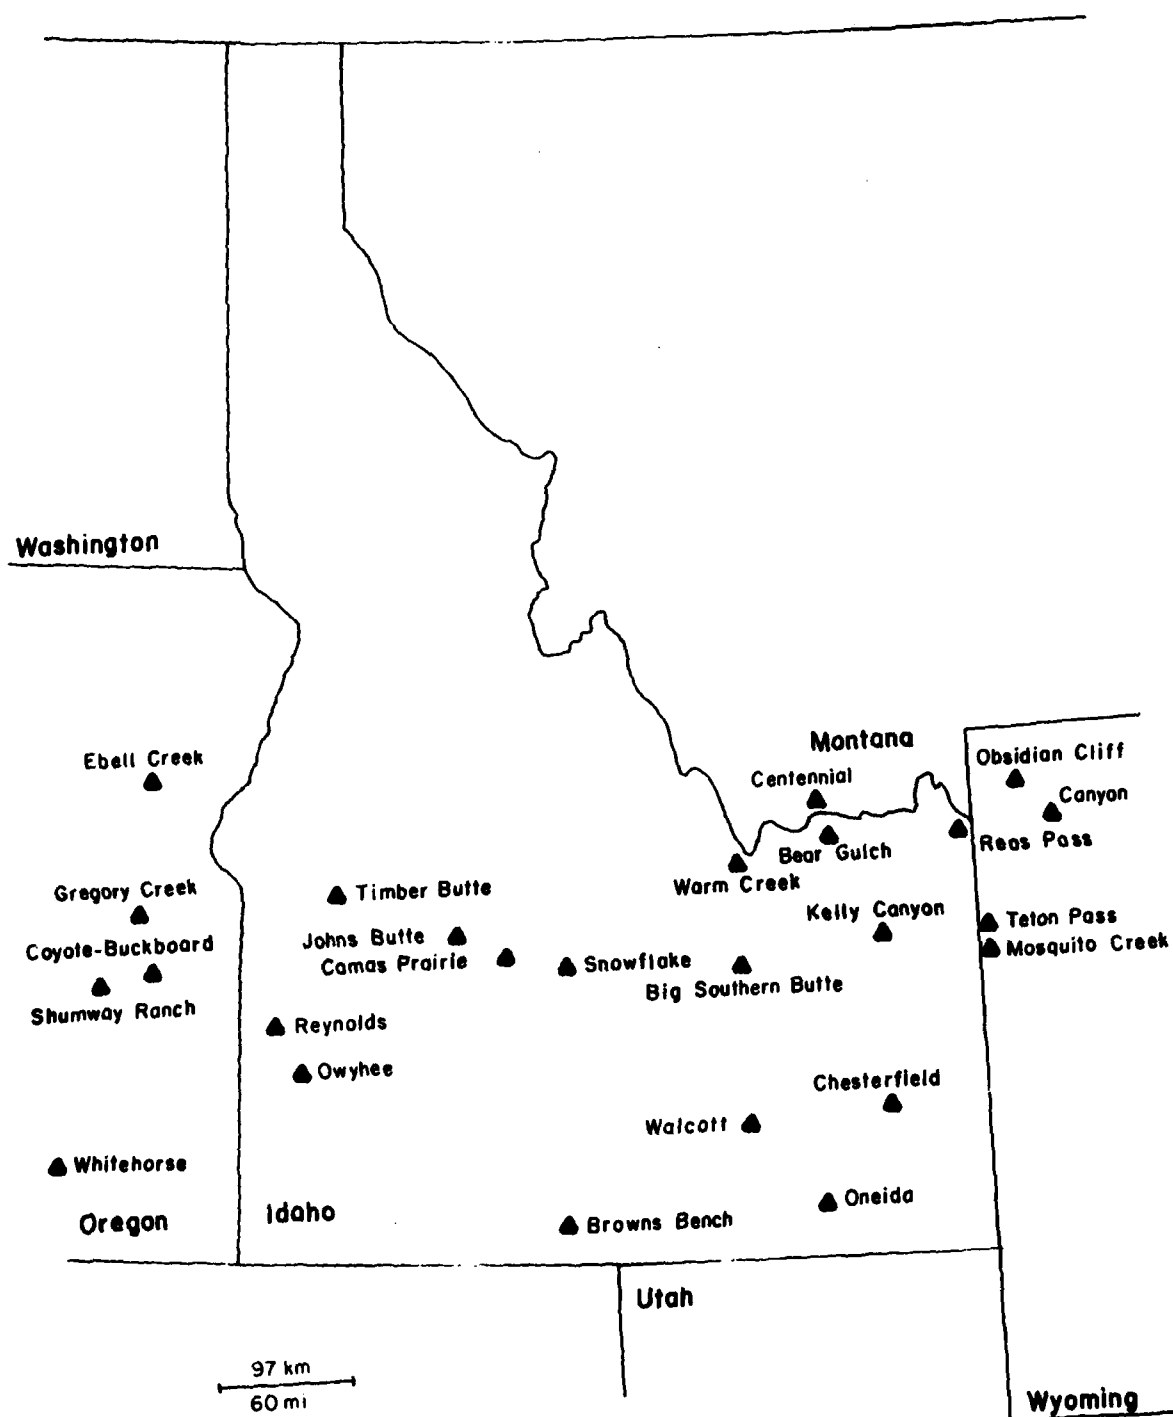 Washington
Montana
Ebell Creek
Obsidian Cliff
Centennial
Canyon
Reas Pass
Bear Gulch
Warm Creek
Gregory Creek
Timber Butte
Kelly Canyon
Teton Pass
Johns Butte
Coyote-Buckboard
Mosquito Creek
Camas Prairie
Snowflake
Big Southern Butte
Shumway Ranch
Reynolds
Owyhee
Chesterfield
Walcott
Whitehorse
Oneida
Oregon
Idaho
Browns Bench
Utah
97 km
60 mi
Wyoming